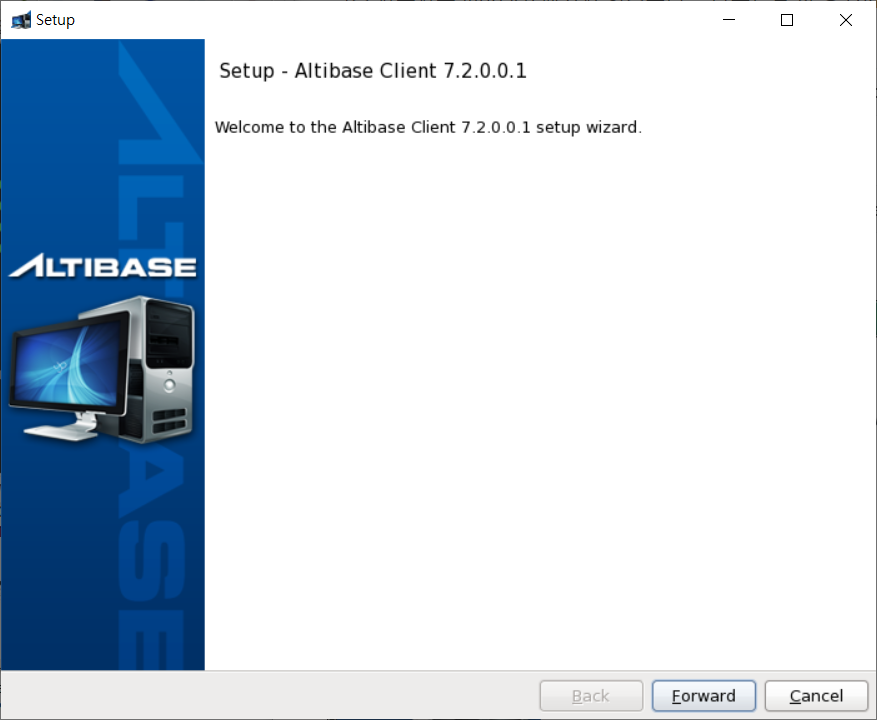 Setup
Setup - Altibase Client 7.2.0.0.1
Welcome to the Altibase Client 7.2.0.0.1 setup wizard.
ALTIBASE
ALTIBASE
Back
Forward
Cancel